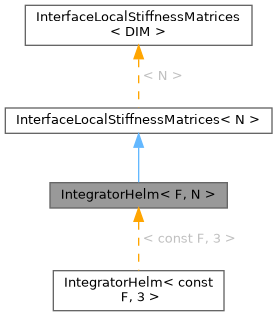 InterfaceLocalStiffnessMatrices
< DIM >
< N >
InterfaceLocalStiffnessMatrices< N >
IntegratorHelm< F, N >
< const F, 3 >
IntegratorHelm< const
F, 3 >